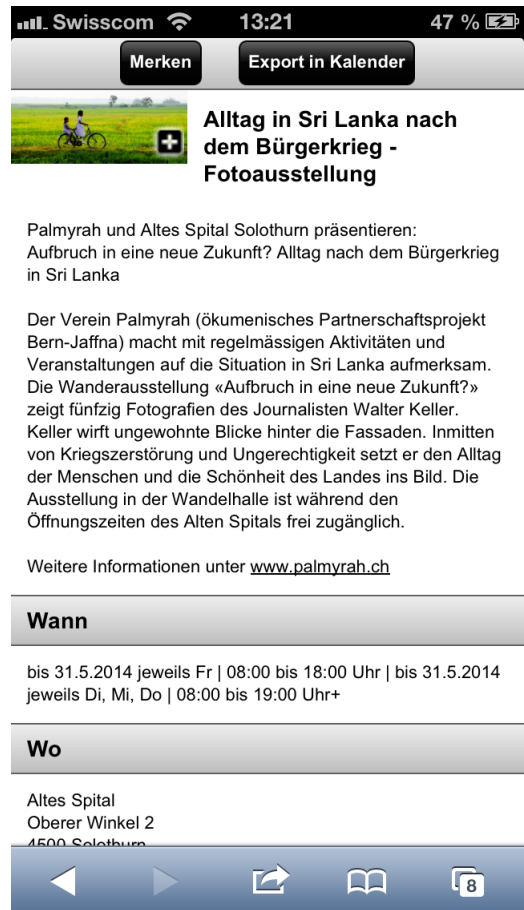 Swisscom 13:21 47 %
Merken Export in Kalender
Alltag in Sri Lanka nach
dem Bürgerkrieg -
Fotoausstellung
Palmyrah und Altes Spital Solothurn präsentieren:
Aufbruch in eine neue Zukunft? Alltag nach dem Bürgerkrieg
in Sri Lanka
Der Verein Palmyrah (ökumenisches Partnerschaftsprojekt
Bern-Jaffna) macht mit regelmässigen Aktivitäten und
Veranstaltungen auf die Situation in Sri Lanka aufmerksam.
Die Wanderausstellung «Aufbruch in eine neue Zukunft?»
zeigt fünfzig Fotografien des Journalisten Walter Keller.
Keller wirft ungewohnte Blicke hinter die Fassaden. Inmitten
von Kriegszerstörung und Ungerechtigkeit setzt er den Alltag
der Menschen und die Schönheit des Landes ins Bild. Die
Ausstellung in der Wandelhalle ist während den
Öffnungszeiten des Alten Spitals frei zugänglich.
Weitere Informationen unter www.palmyrah.ch
Wann
bis 31.5.2014 jeweils Fr | 08:00 bis 18:00 Uhr | bis 31.5.2014
jeweils Di, Mi, Do | 08:00 bis 19:00 Uhr+
Wo
Altes Spital
Oberer Winkel 2
4500 Solothurn
8